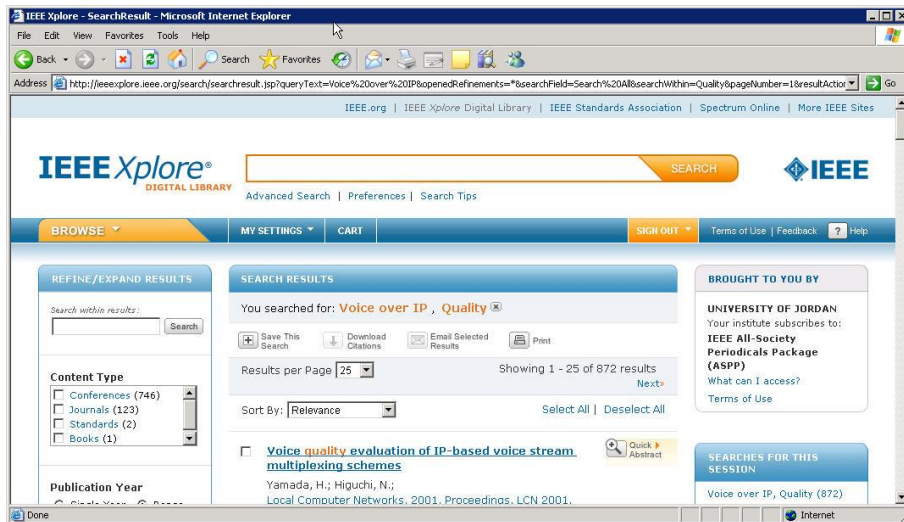 IEEE Xplore - SearchResult - Microsoft Internet Explorer
File Edit View Favorites Tools Help
Back Search Favorites
Address http://ieeexplore.ieee.org/search/searchresult.jsp?queryText=Voice%20over%20IP&openedRefinements=*&searchField=Search%20All&searchWithin=Quality&pageNumber=1&resultAction Go
IEEE.org | IEEE Xplore Digital Library | IEEE Standards Association | Spectrum Online | More IEEE Sites
IEEE Xplore®
DIGITAL LIBRARY
SEARCH
IEEE
Advanced Search | Preferences | Search Tips
BROWSE MY SETTINGS CART SIGN OUT Terms of Use | Feedback ? Help
REFINE/EXPAND RESULTS
Search within results:
Search
Content Type
Conferences (746)
Journals (123)
Standards (2)
Books (1)
Publication Year
Single Year Range
SEARCH RESULTS
You searched for: Voice over IP , Quality
Save This Search
Download Citations
Email Selected Results
Print
Results per Page 25 Showing 1 - 25 of 872 results
Next»
Sort By: Relevance Select All | Deselect All
Voice quality evaluation of IP-based voice stream
multiplexing schemes
Quick
Abstract
Yamada, H.; Higuchi, N.;
Local Computer Networks, 2001. Proceedings. LCN 2001.
BROUGHT TO YOU BY
UNIVERSITY OF JORDAN
Your institute subscribes to:
IEEE All-Society
Periodicals Package
(ASPP)
What can I access?
Terms of Use
SEARCHES FOR THIS
SESSION
Voice over IP, Quality (872)
Done Internet